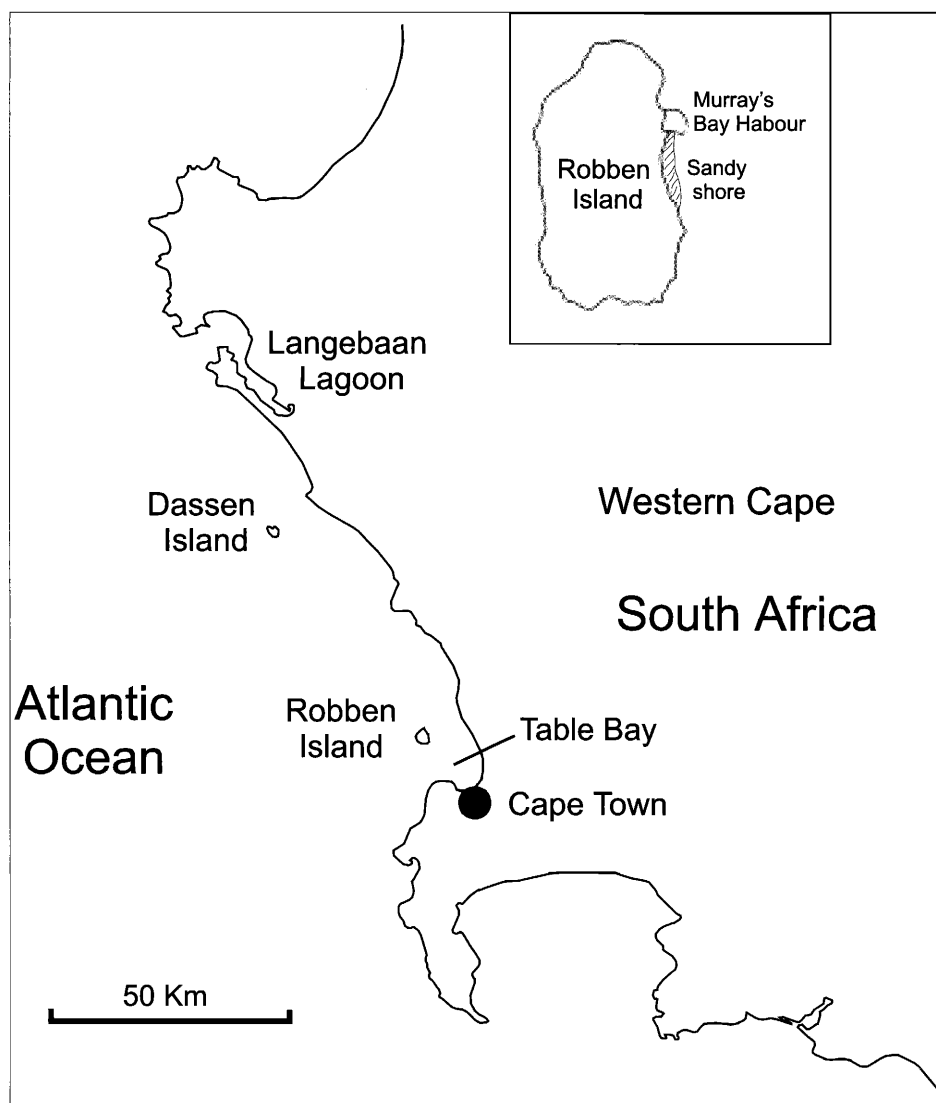 Murray's
Bay Habour
Robben
Island
Sandy
shore
Langebaan
Lagoon
Dassen
Island
Western Cape
South Africa
Atlantic
Ocean
Robben
Island
Table Bay
Cape Town
50 Km